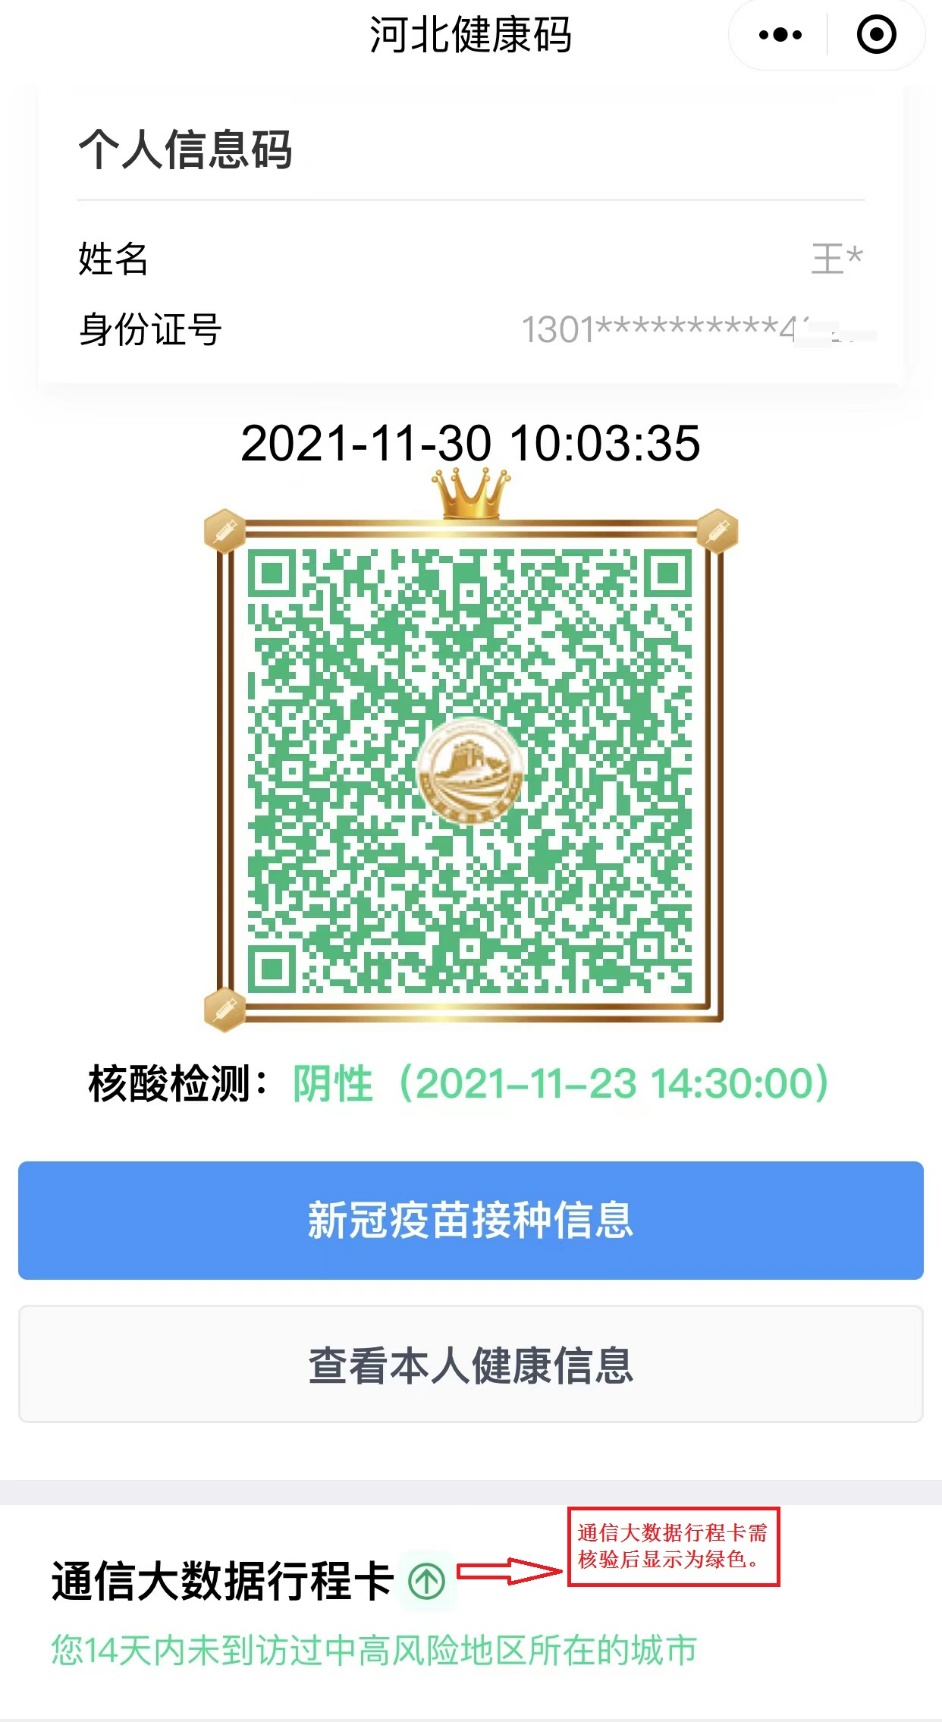 河北健康码
个人信息码
姓名 王*
身份证号 1301**********4
2021-11-30 10:03:35
核酸检测：阴性（2021-11-23 14:30:00）
新冠疫苗接种信息
查看本人健康信息
通信大数据行程卡
通信大数据行程卡需
核验后显示为绿色。
您14天内未到访过中高风险地区所在的城市